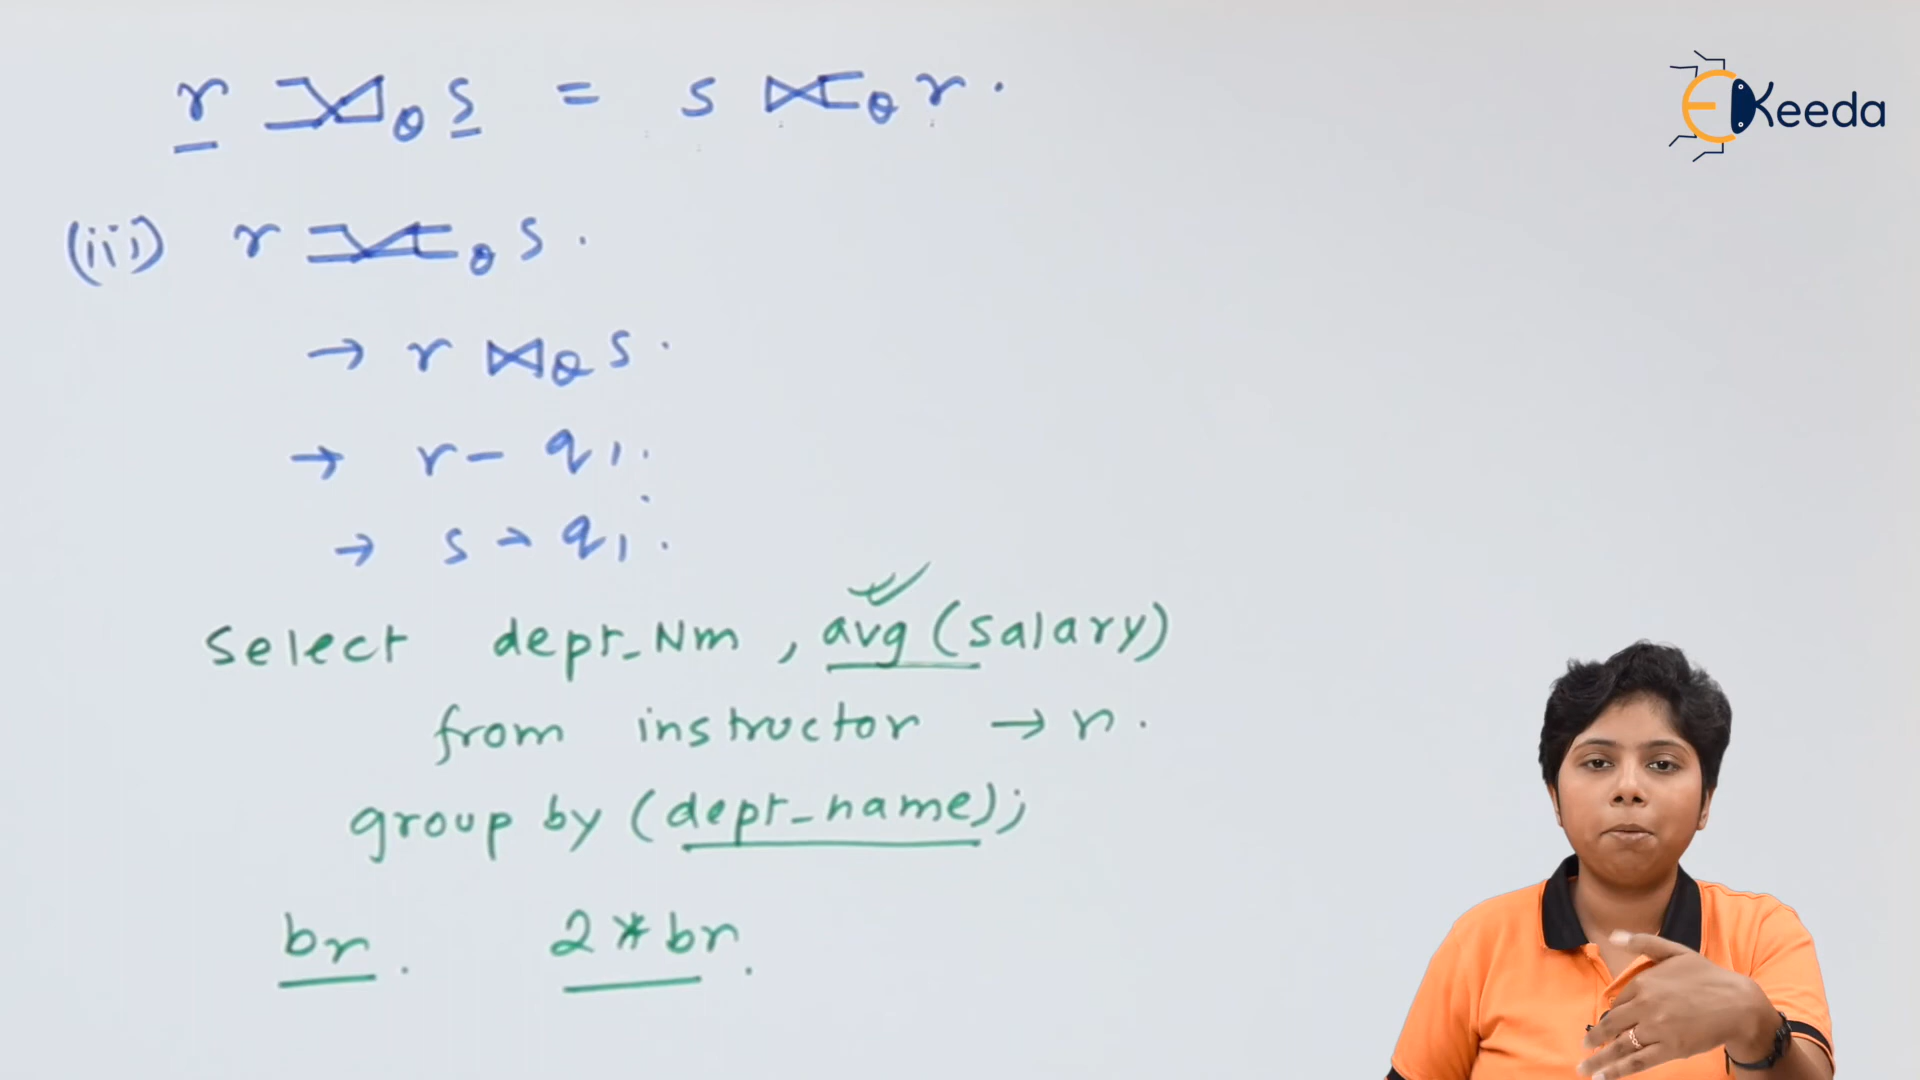 r ⟕θ s = s ⟖θ r.
EKeeda
(iii) r ⟗θ s.
→ r ⋈θ s.
→ r - q1.
→ s - q1.
Select dept_Nm , avg (salary)
from instructor → r.
group by (dept_name);
br. 2 * br.